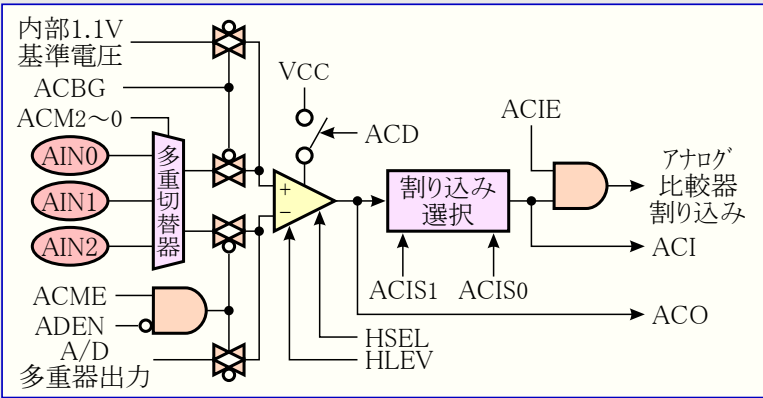 内部1.1V
基準電圧
ACBG
ACM2～0
AIN0
AIN1
AIN2
多重切替器
ACME
ADEN
A/D
多重器出力
VCC
ACD
+
−
HSEL
HLEV
割り込み
選択
ACIS1
ACIS0
ACIE
アナログ
比較器
割り込み
ACI
ACO